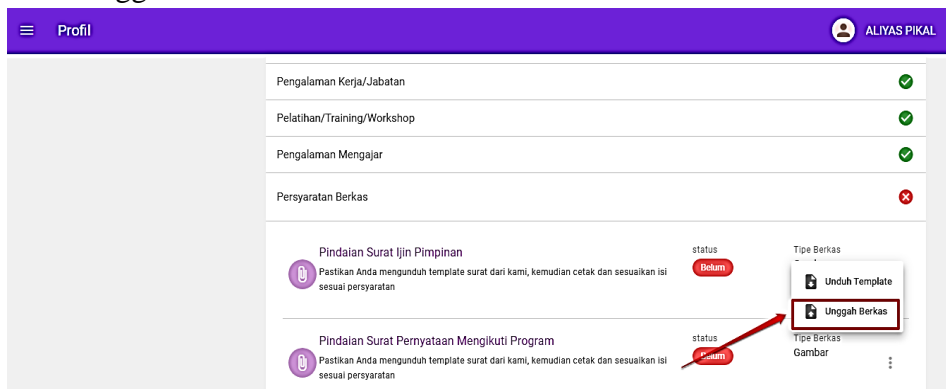 Profil
ALIYAS PIKAL
Pengalaman Kerja/Jabatan
Pelatihan/Training/Workshop
Pengalaman Mengajar
Persyaratan Berkas
Pindaian Surat Ijin Pimpinan
Pastikan Anda mengunduh template surat dari kami, kemudian cetak dan sesuaikan isi
sesuai persyaratan
status
Belum
Tipe Berkas
Unduh Template
Unggah Berkas
Pindaian Surat Pernyataan Mengikuti Program
Pastikan Anda mengunduh template surat dari kami, kemudian cetak dan sesuaikan isi
sesuai persyaratan
status
Belum
Tipe Berkas
Gambar